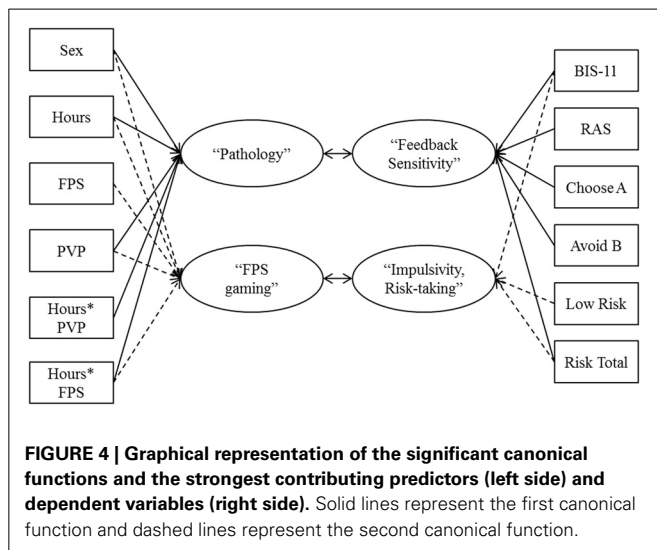 Sex
Hours
FPS
PVP
Hours*
PVP
Hours*
FPS
“Pathology”
“FPS
gaming”
“Feedback
Sensitivity”
“Impulsivity,
Risk-taking”
BIS-11
RAS
Choose A
Avoid B
Low Risk
Risk Total
FIGURE 4 | Graphical representation of the significant canonical
functions and the strongest contributing predictors (left side) and
dependent variables (right side). Solid lines represent the first canonical
function and dashed lines represent the second canonical function.